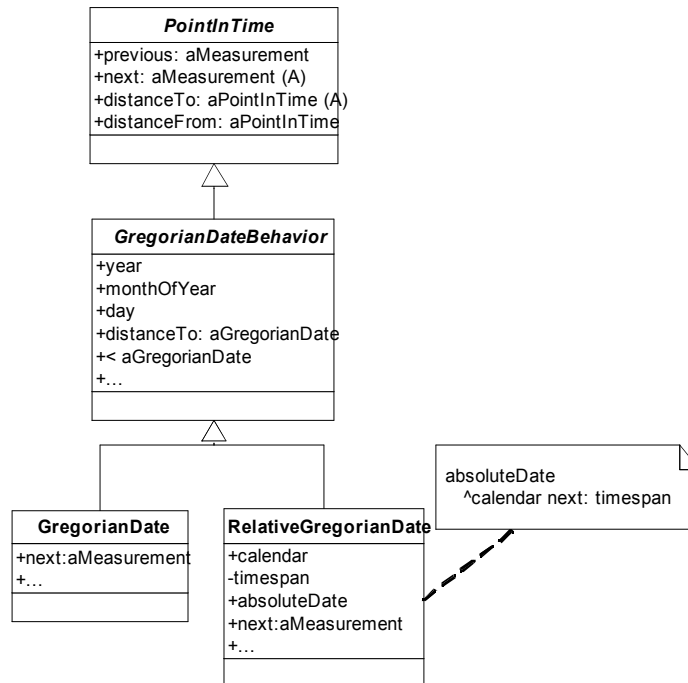 PointInTime
+previous: aMeasurement
+next: aMeasurement (A)
+distanceTo: aPointInTime (A)
+distanceFrom: aPointInTime
GregorianDateBehavior
+year
+monthOfYear
+day
+distanceTo: aGregorianDate
+< aGregorianDate
+...
absoluteDate
^calendar next: timespan
GregorianDate
+next:aMeasurement
+...
RelativeGregorianDate
+calendar
-timespan
+absoluteDate
+next:aMeasurement
+...